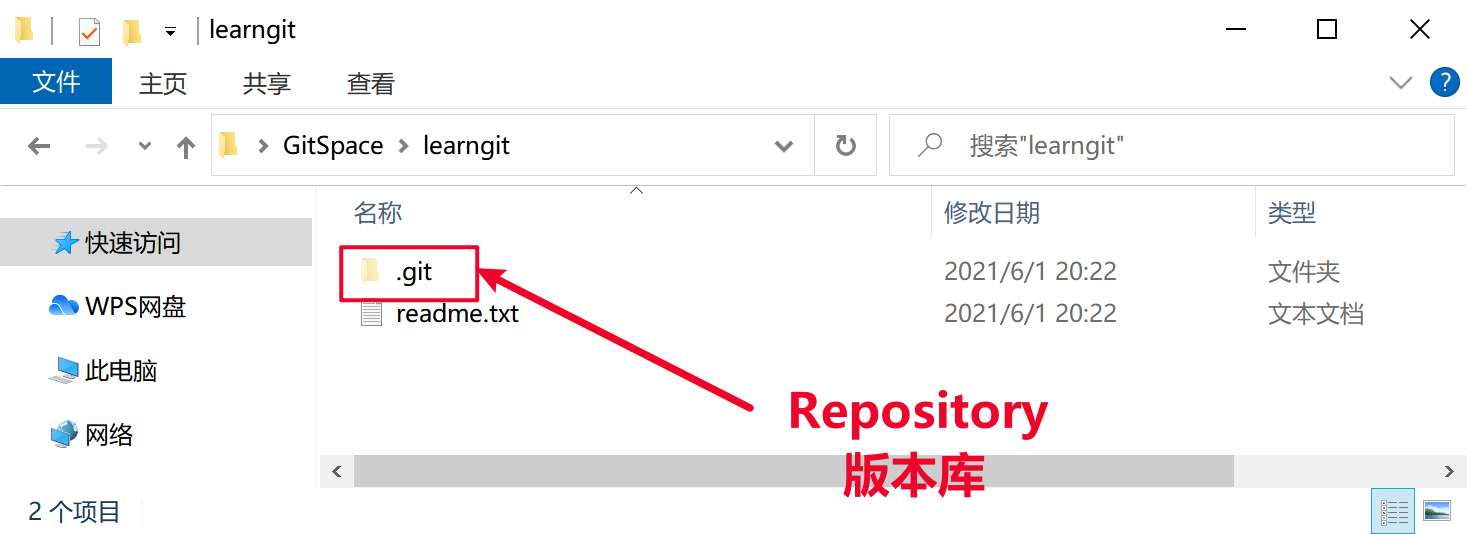 learngit
文件 主页 共享 查看
GitSpace learngit 搜索"learngit"
名称 修改日期 类型
快速访问
.git 2021/6/1 20:22 文件夹
WPS网盘
readme.txt 2021/6/1 20:22 文本文档
此电脑
Repository
网络
版本库
2 个项目